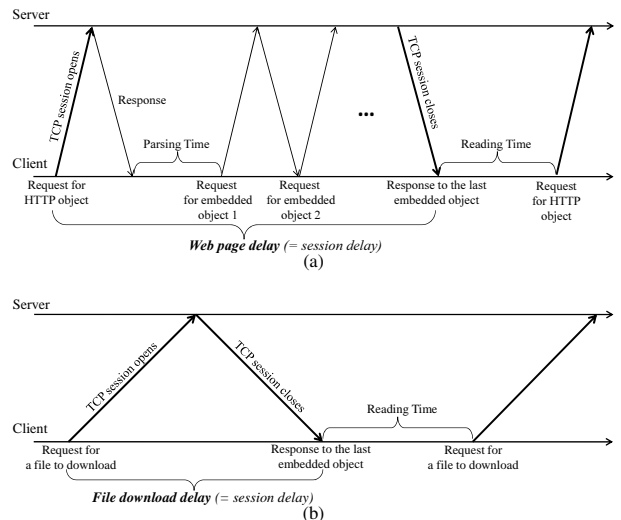 Server
TCP session opens
Response
Parsing Time
...
TCP session closes
Reading Time
Client
Request for
HTTP object
Request
for embedded
object 1
Request
for embedded
object 2
Response to the last
embedded object
Request
for HTTP
object
Web page delay (= session delay)
(a)
Server
TCP session opens
TCP session closes
Reading Time
Client
Request for
a file to download
Response to the last
embedded object
Request for
a file to download
File download delay (= session delay)
(b)